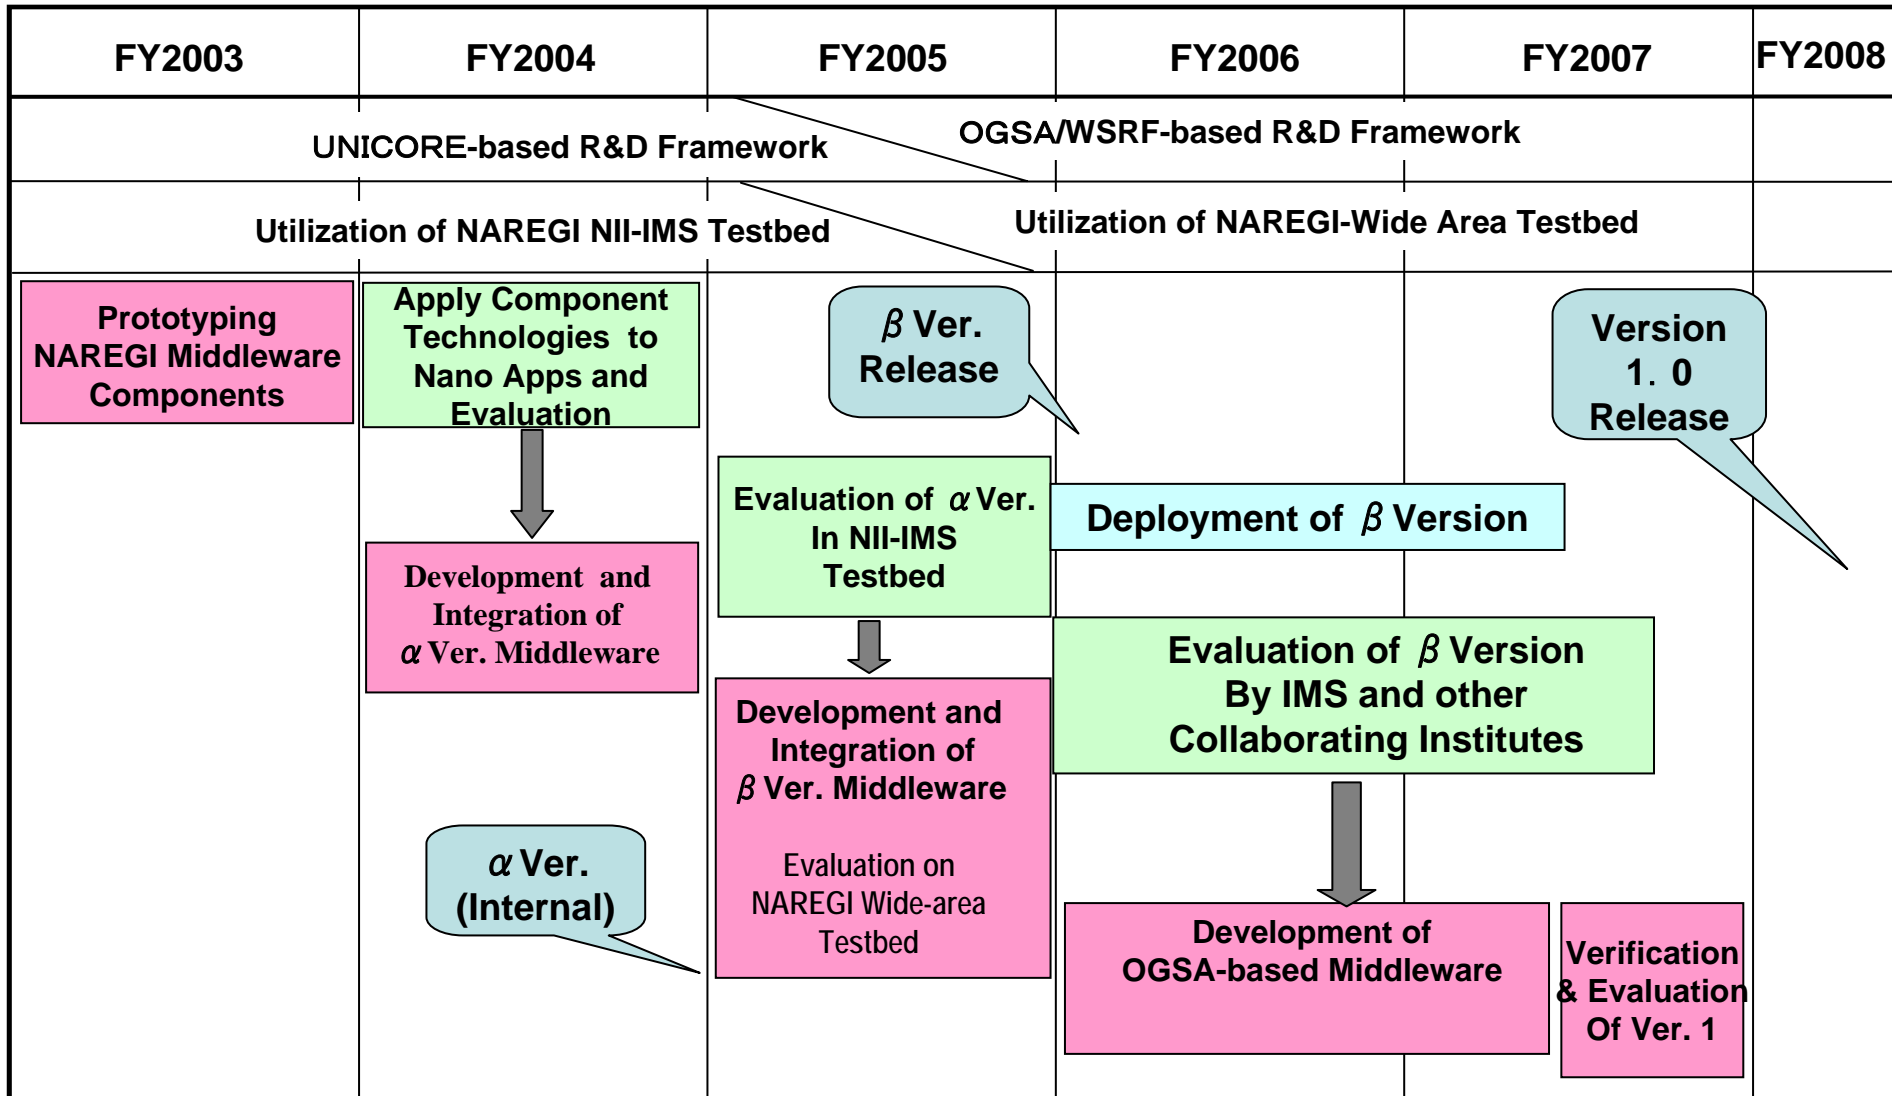 FY2003 FY2004 FY2005 FY2006 FY2007 FY2008
UNICORE-based R&D Framework
OGSA/WSRF-based R&D Framework
Utilization of NAREGI NII-IMS Testbed
Utilization of NAREGI-Wide Area Testbed
Prototyping
NAREGI Middleware
Components
Apply Component
Technologies to
Nano Apps and
Evaluation
Development and
Integration of
α Ver. Middleware
α Ver.
(Internal)
β Ver.
Release
Evaluation of α Ver.
In NII-IMS
Testbed
Development and
Integration of
β Ver. Middleware
Evaluation on
NAREGI Wide-area
Testbed
Deployment of β Version
Evaluation of β Version
By IMS and other
Collaborating Institutes
Development of
OGSA-based Middleware
Version
1. 0
Release
Verification
& Evaluation
Of Ver. 1